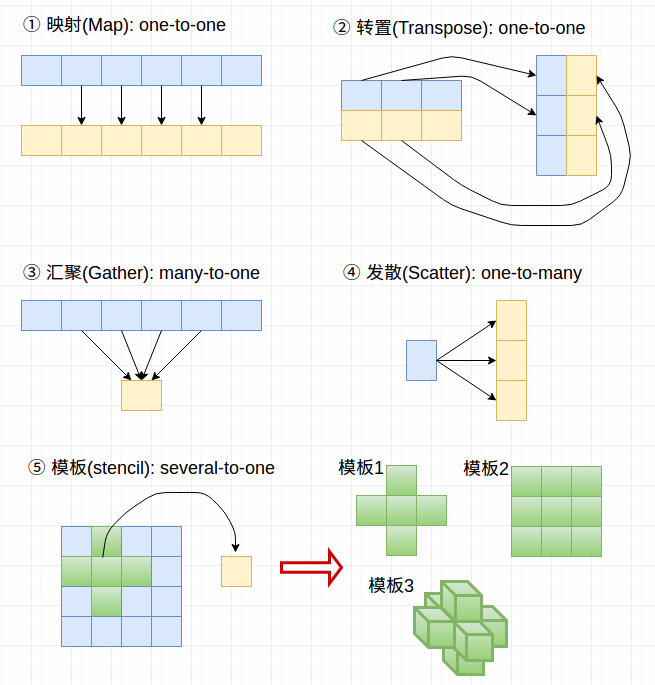 ① 映射(Map): one-to-one
② 转置(Transpose): one-to-one
③ 汇聚(Gather): many-to-one
④ 发散(Scatter): one-to-many
⑤ 模板(stencil): several-to-one
模板1
模板2
模板3